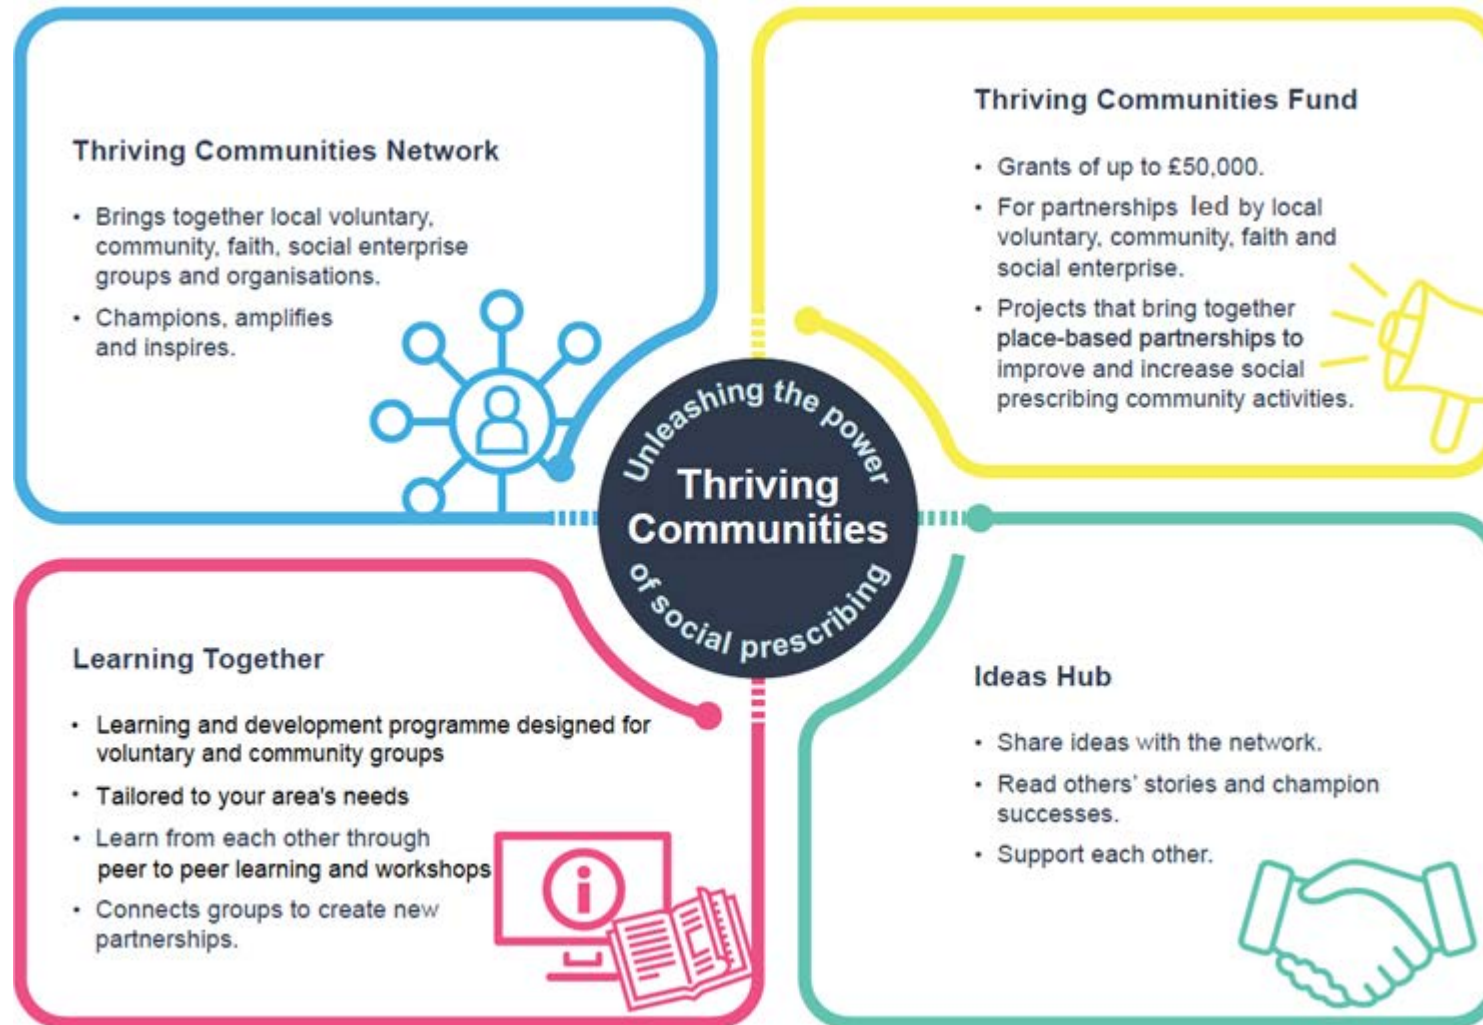 Thriving Communities Network
• Brings together local voluntary,
community, faith, social enterprise
groups and organisations.
• Champions, amplifies
and inspires.
Thriving Communities Fund
• Grants of up to £50,000.
• For partnerships led by local
voluntary, community, faith and
social enterprise.
• Projects that bring together
place-based partnerships to
improve and increase social
prescribing community activities.
Unleashing the power
Thriving
Communities
of social prescribing
Learning Together
• Learning and development programme designed for
voluntary and community groups
• Tailored to your area's needs
• Learn from each other through
peer to peer learning and workshops
• Connects groups to create new
partnerships.
Ideas Hub
• Share ideas with the network.
• Read others' stories and champion
successes.
• Support each other.